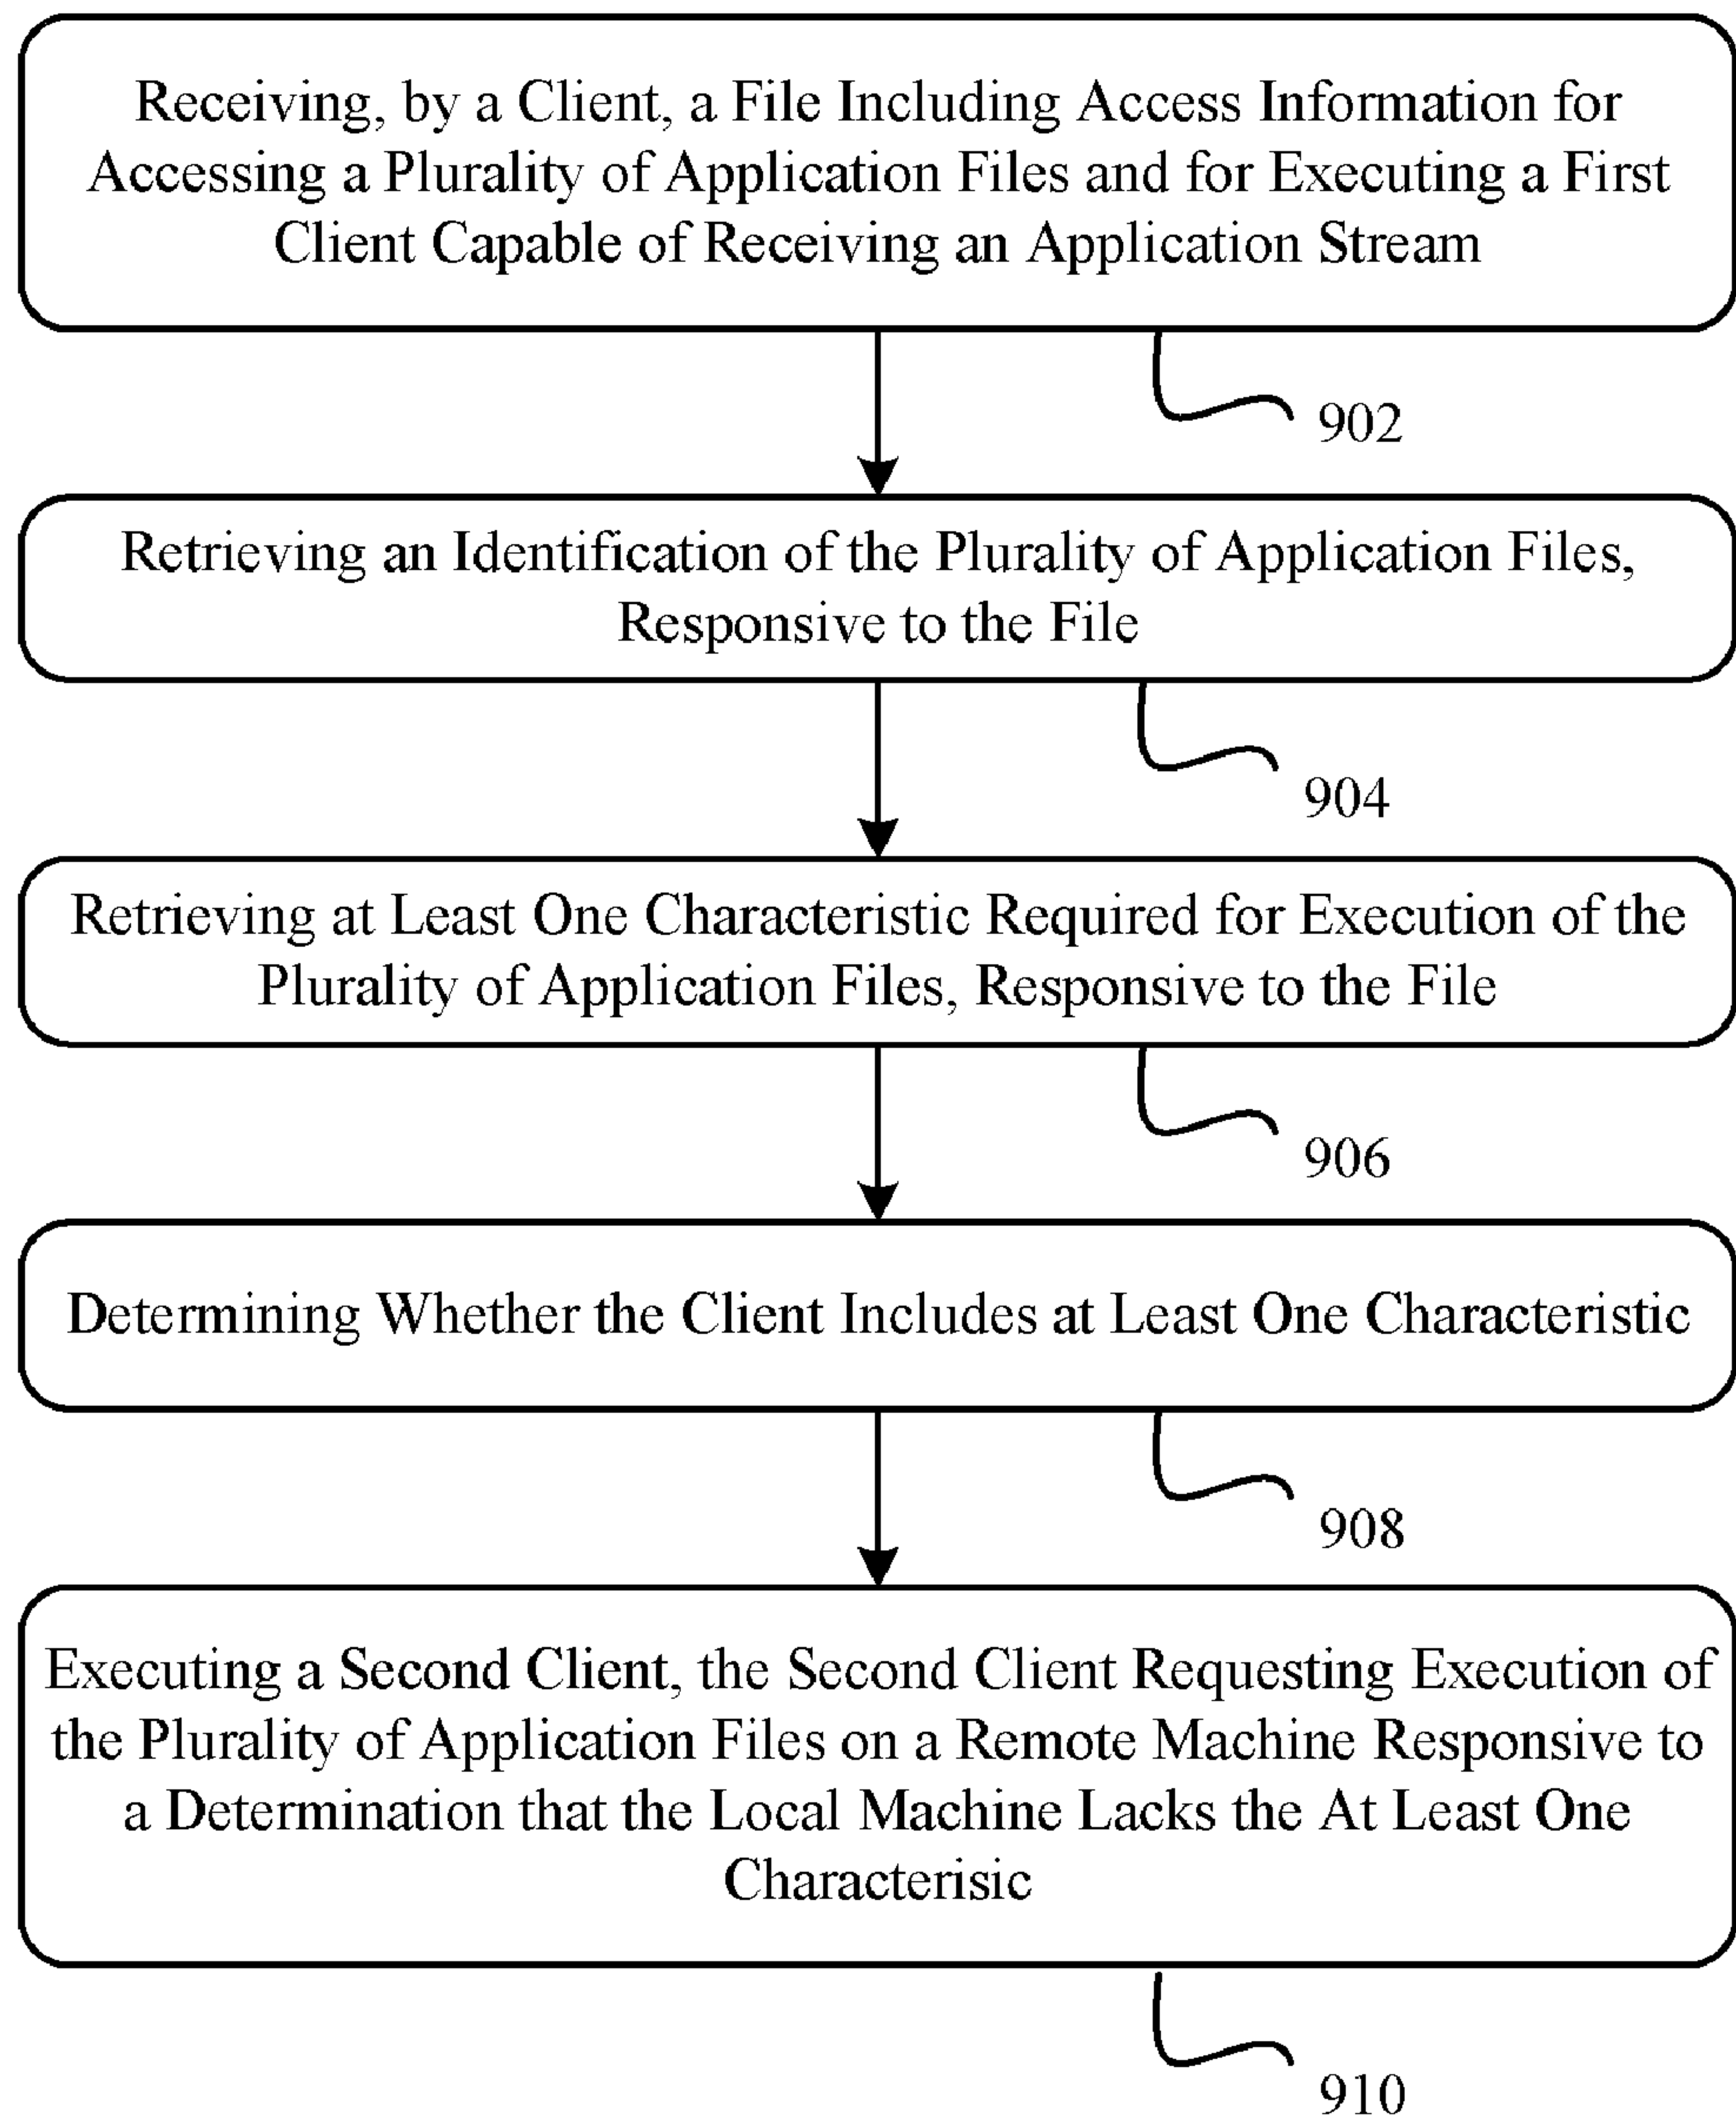 Receiving, by a Client, a File Including Access Information for
Accessing a Plurality of Application Files and for Executing a First
Client Capable of Receiving an Application Stream
902
Retrieving an Identification of the Plurality of Application Files,
Responsive to the File
904
Retrieving at Least One Characteristic Required for Execution of the
Plurality of Application Files, Responsive to the File
906
Determining Whether the Client Includes at Least One Characteristic
908
Executing a Second Client, the Second Client Requesting Execution of
the Plurality of Application Files on a Remote Machine Responsive to
a Determination that the Local Machine Lacks the At Least One
Characterisic
910